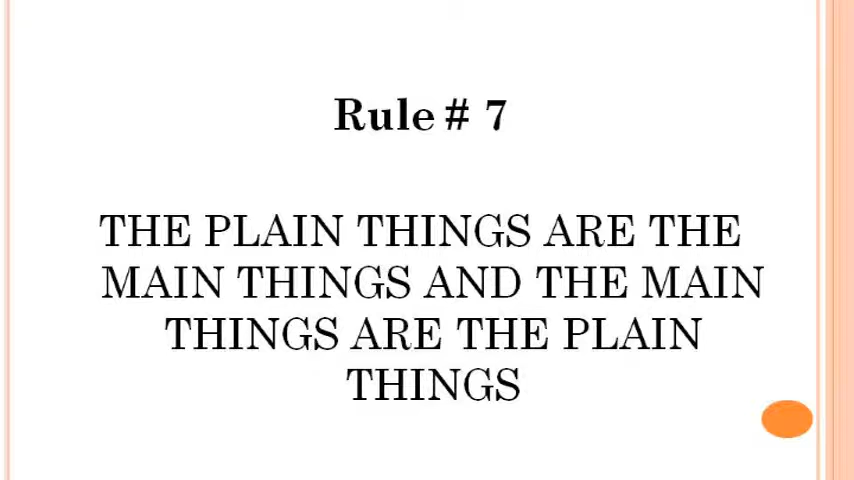 Rule # 7
THE PLAIN THINGS ARE THE
MAIN THINGS AND THE MAIN
THINGS ARE THE PLAIN
THINGS